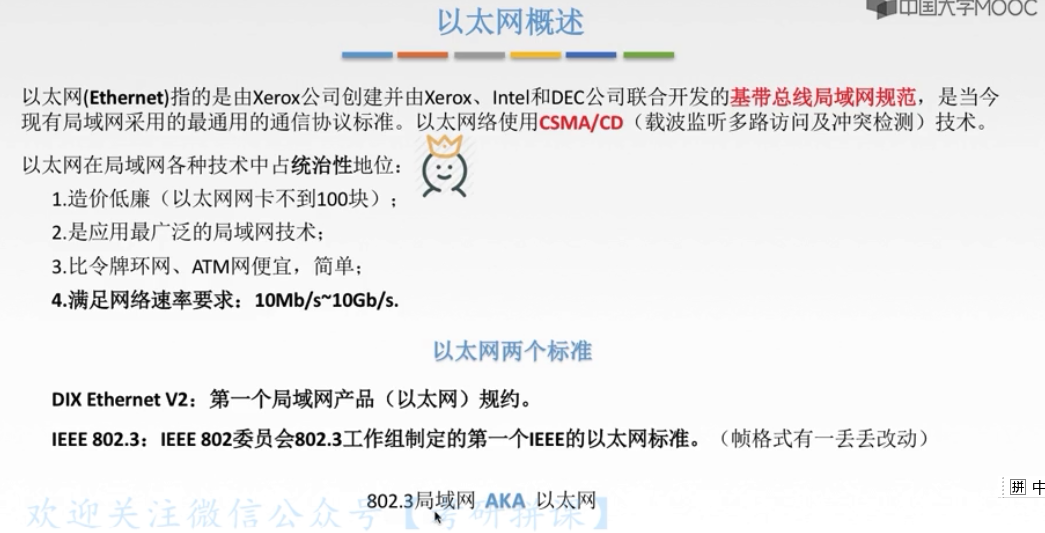 中国大学MOOC
以太网概述
以太网(Ethernet)指的是由Xerox公司创建并由Xerox、Intel和DEC公司联合开发的基带总线局域网规范，是当今
现有局域网采用的最通用的通信协议标准。以太网络使用CSMA/CD（载波监听多路访问及冲突检测）技术。
以太网在局域网各种技术中占统治性地位：
1.造价低廉（以太网网卡不到100块）；
2.是应用最广泛的局域网技术；
3.比令牌环网、ATM网便宜，简单；
4.满足网络速率要求：10Mb/s~10Gb/s.
以太网两个标准
DIX Ethernet V2：第一个局域网产品（以太网）规约。
IEEE 802.3：IEEE 802委员会802.3工作组制定的第一个IEEE的以太网标准。（帧格式有一丢丢改动）
拼 中
802.3局域网 AKA 以太网
欢迎关注微信公众号【考研拼课】